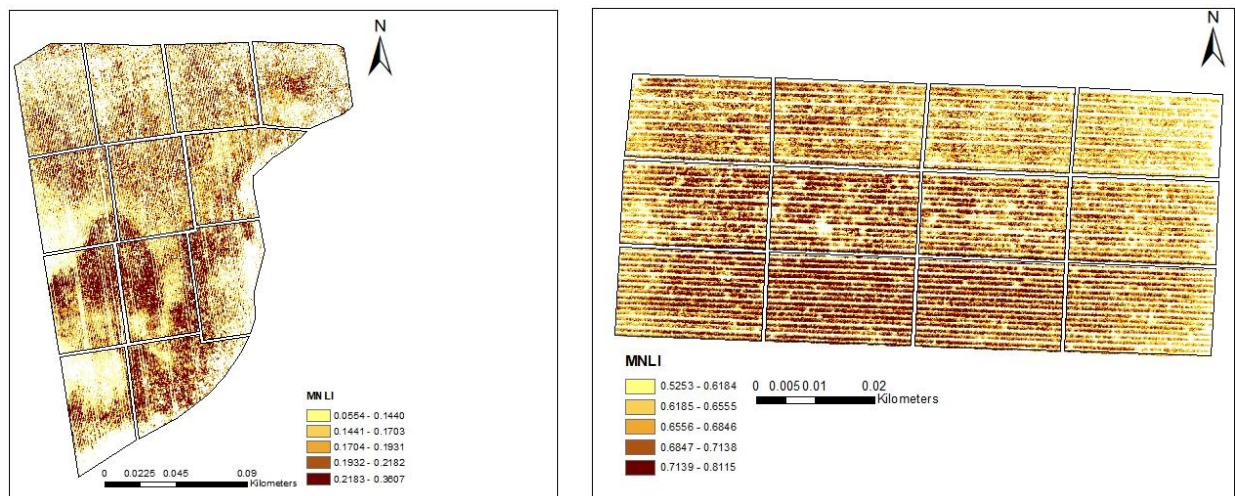 N
MNLI
0.0554 - 0.1440
0.1441 - 0.1703
0.1704 - 0.1931
0.1932 - 0.2182
0.2183 - 0.3607
0 0.0225 0.045 0.09
Kilometers
N
MNLI
0.5253 - 0.6184
0.6185 - 0.6555
0.6556 - 0.6846
0.6847 - 0.7138
0.7139 - 0.8115
0 0.005 0.01 0.02
Kilometers